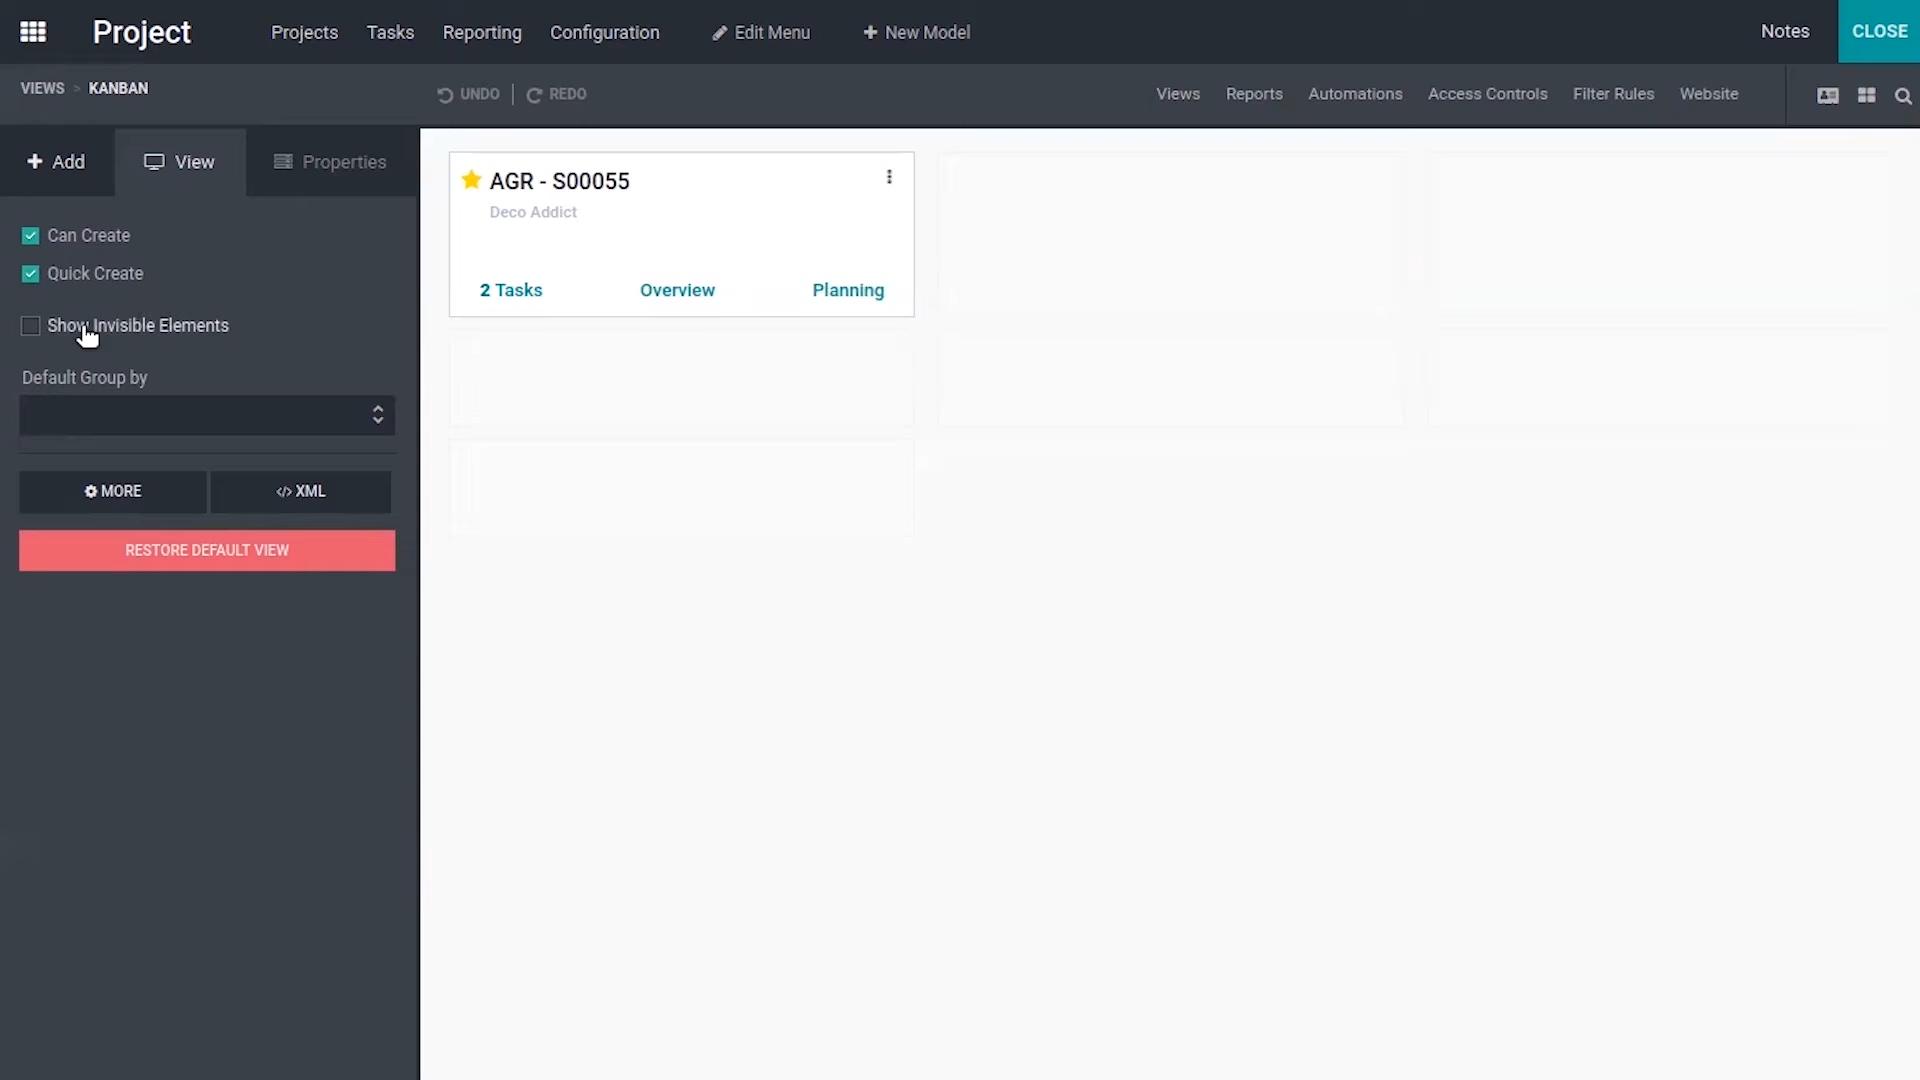 Project
Projects Tasks Reporting Configuration Edit Menu + New Model
Notes CLOSE
VIEWS > KANBAN
UNDO | REDO
Views Reports Automations Access Controls Filter Rules Website
+ Add View Properties
Can Create
Quick Create
Show Invisible Elements
Default Group by
MORE </> XML
RESTORE DEFAULT VIEW
AGR - S00055
Deco Addict
2 Tasks Overview Planning